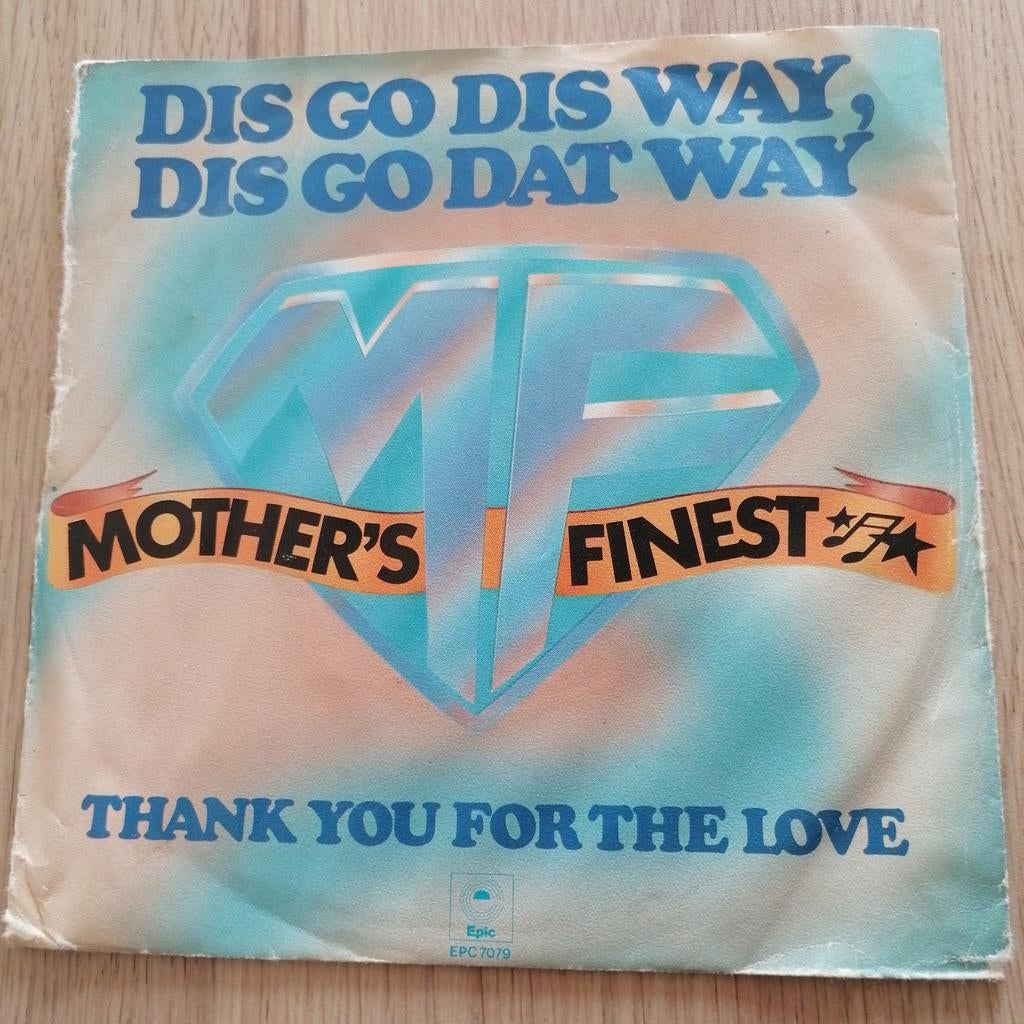 DIS GO DIS WAY,
DIS GO DAT WAY
MF
MOTHER'S FINEST
THANK YOU FOR THE LOVE
Epic
EPC 7079